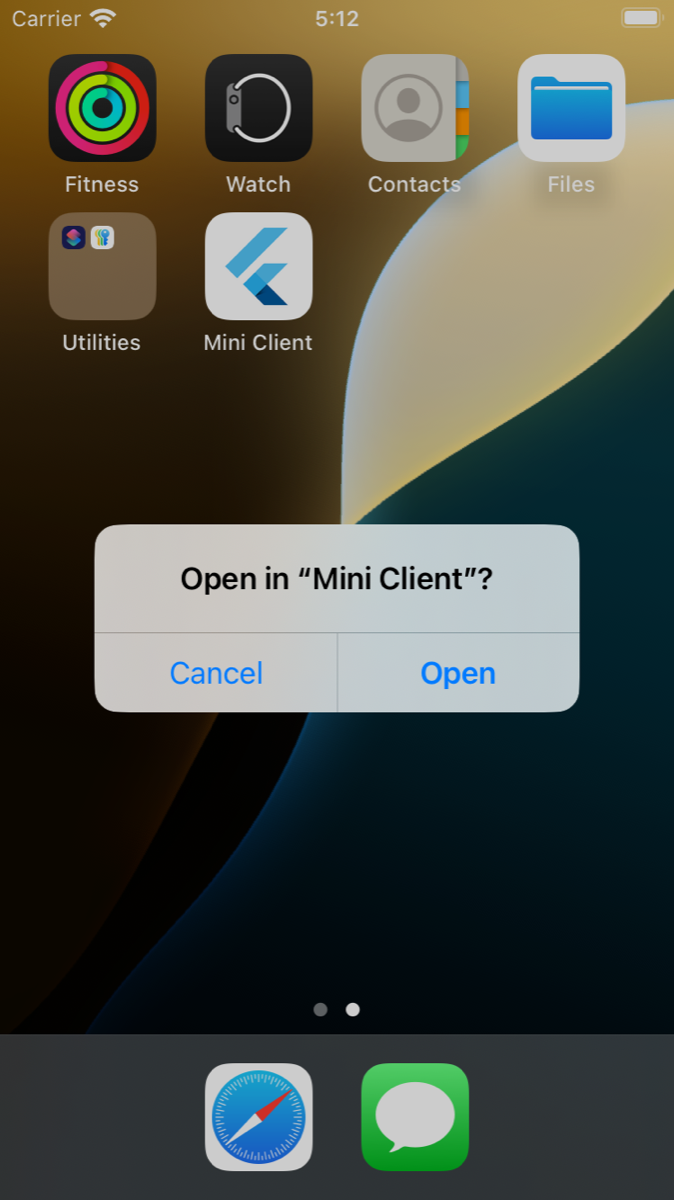 Carrier 5:12
Fitness Watch Contacts Files
Utilities Mini Client
Open in “Mini Client”?
Cancel Open